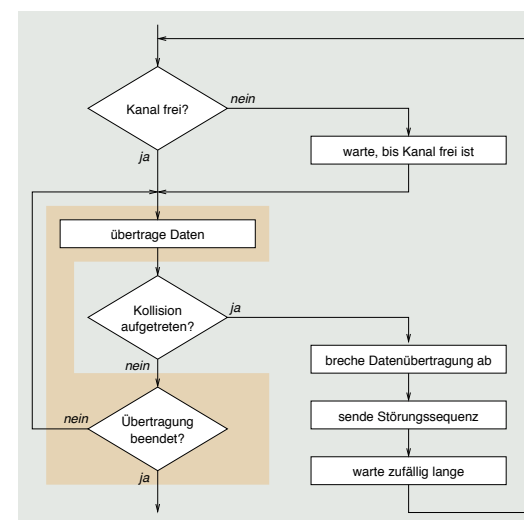 Kanal frei?
nein
ja
warte, bis Kanal frei ist
übertrage Daten
Kollision
aufgetreten?
ja
nein
breche Datenübertragung ab
sende Störungssequenz
warte zufällig lange
Übertragung
beendet?
nein
ja